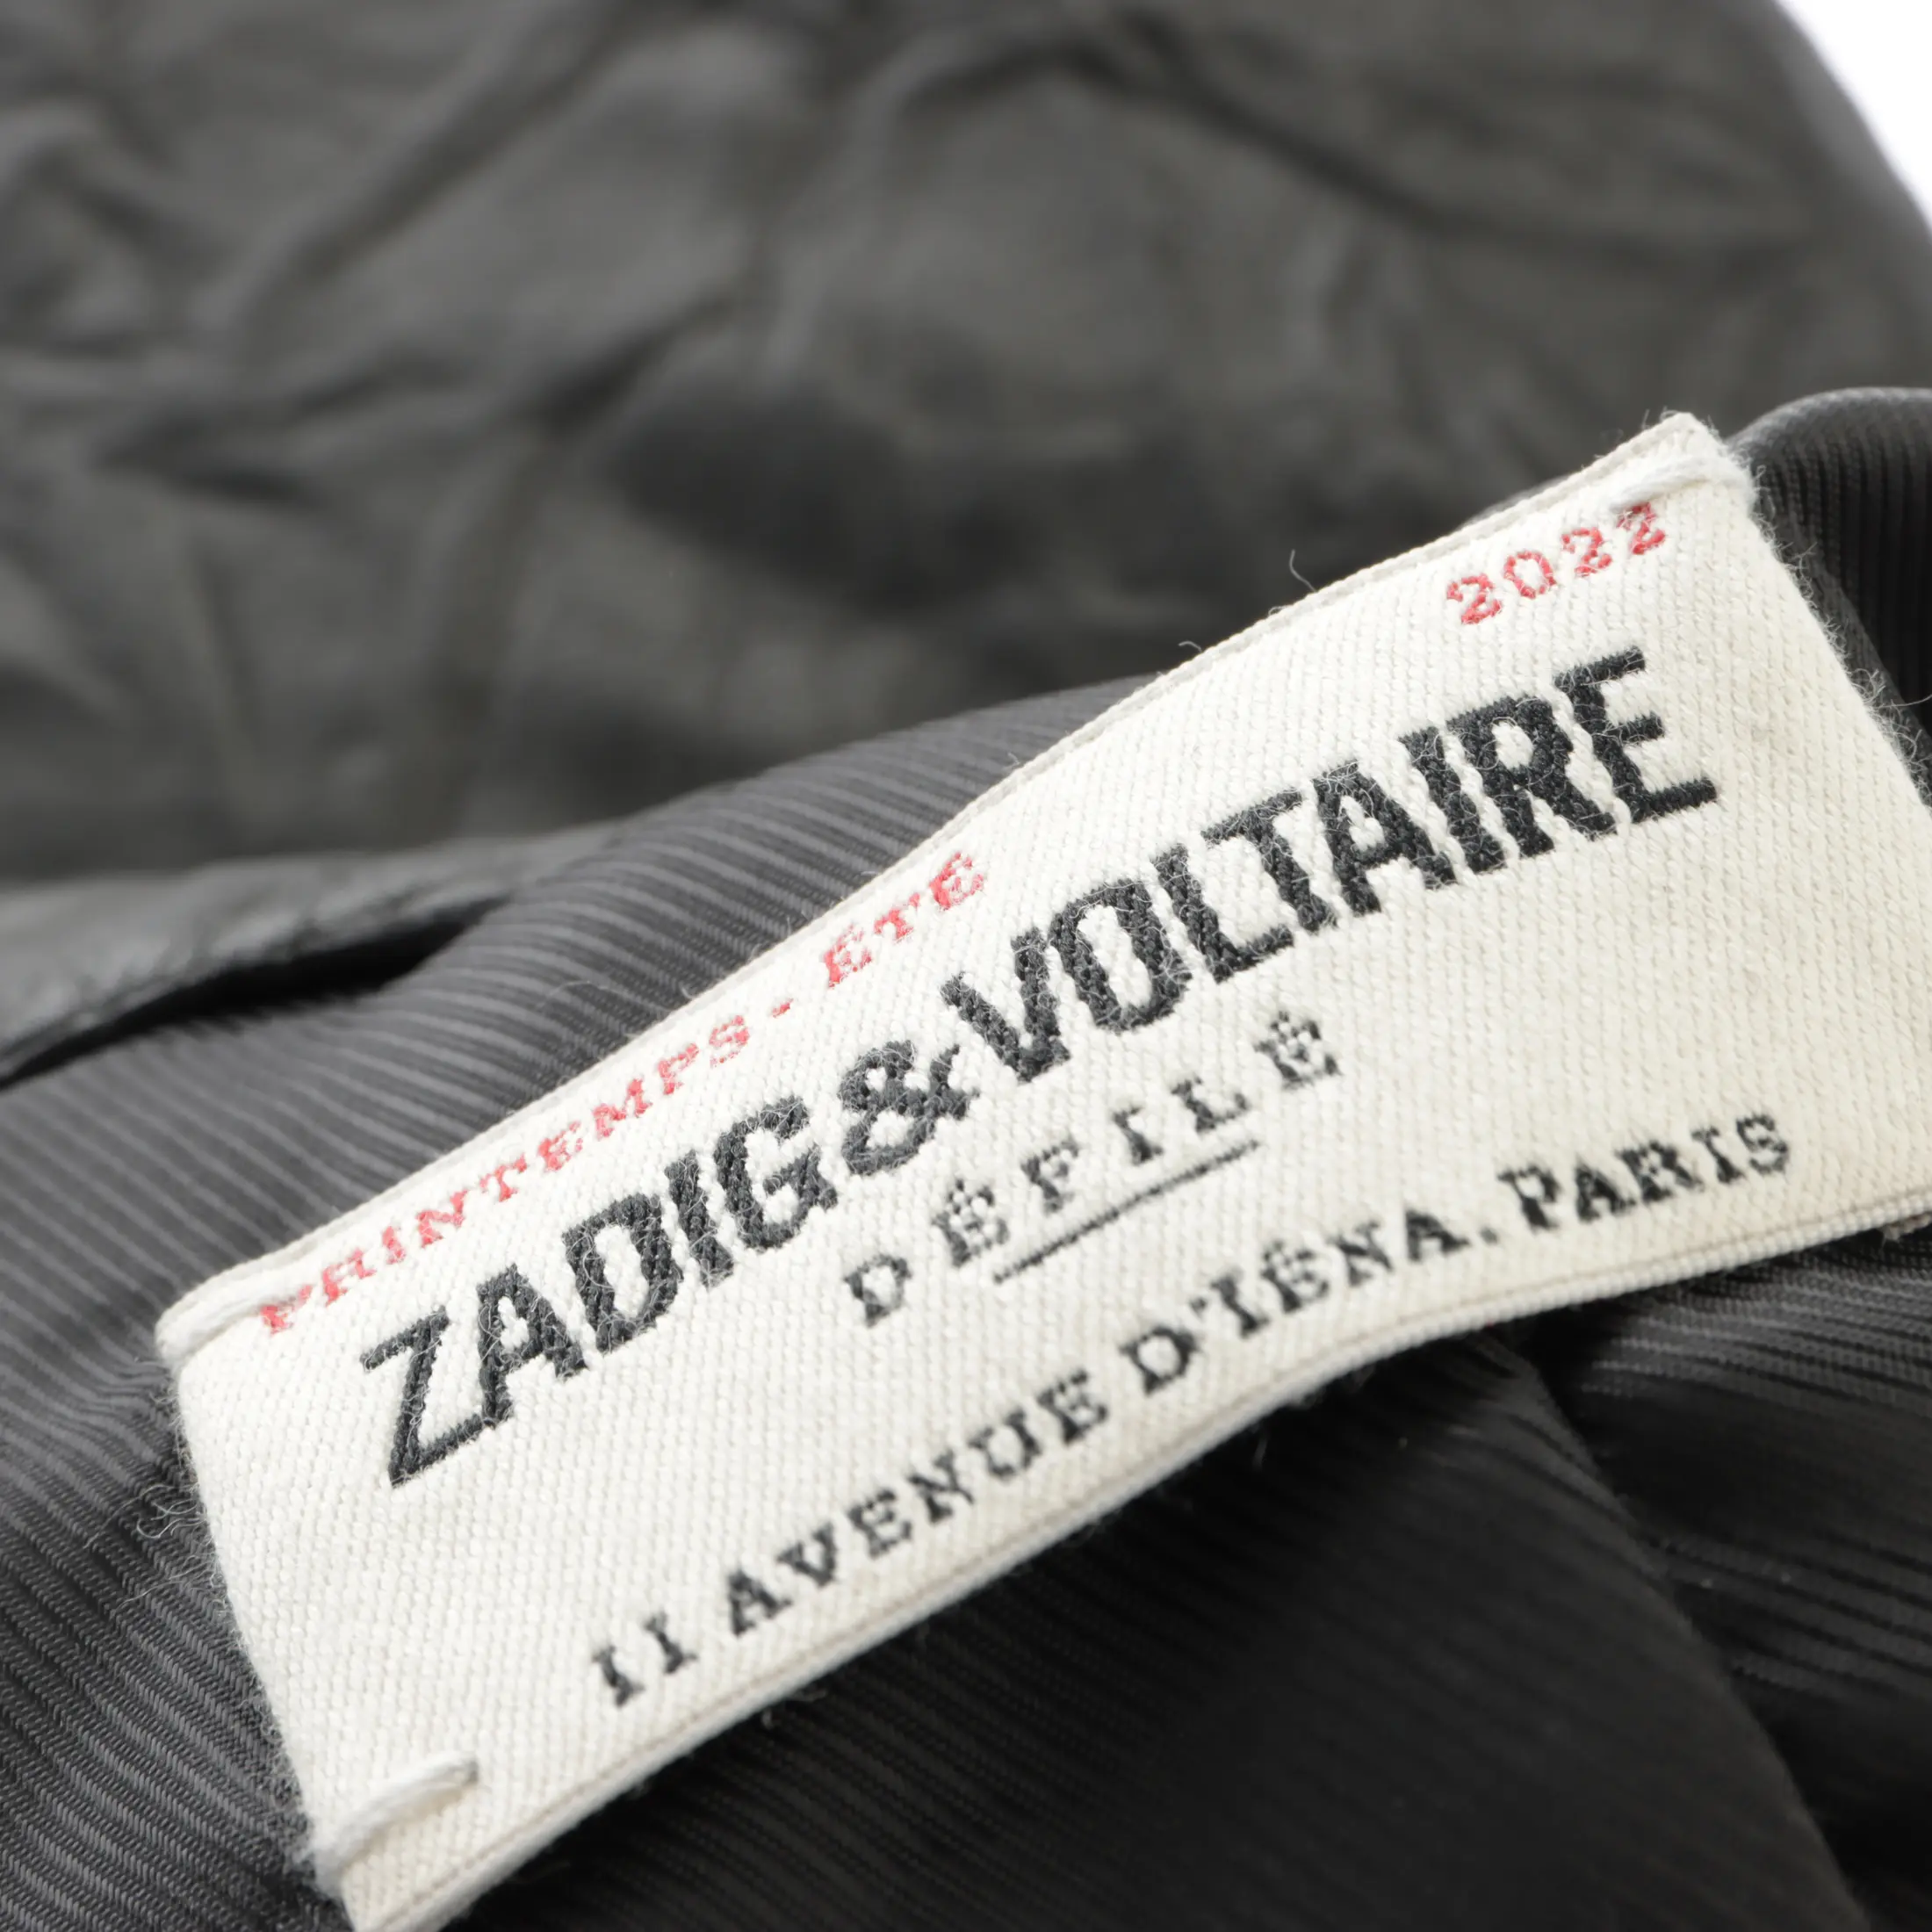 PRINTEMPS - ÉTÉ 2022
ZADIG&VOLTAIRE
DÉFILÉ
11 AVENUE D'IÉNA. PARIS